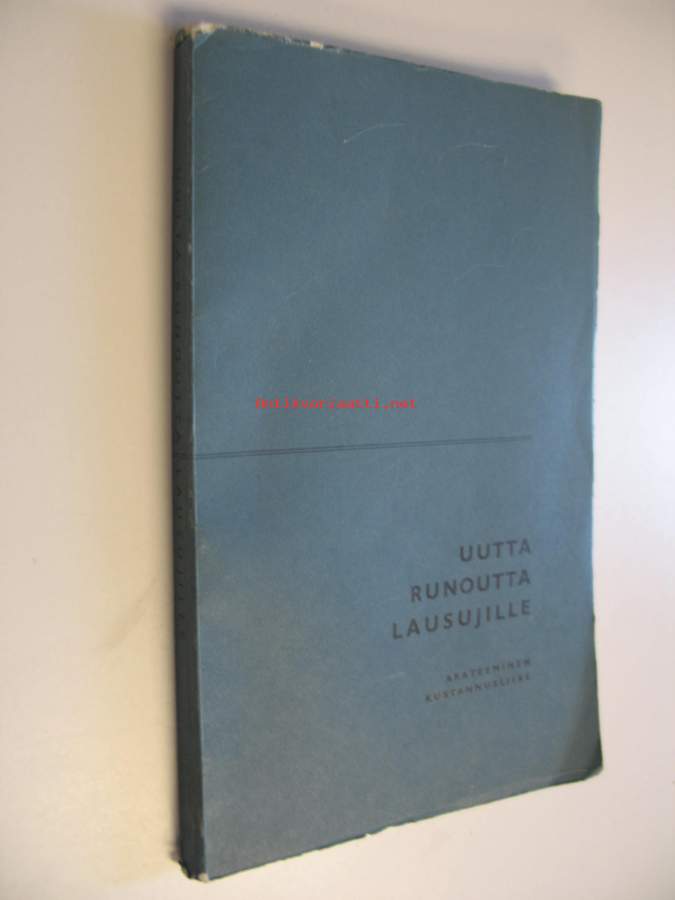 Antikvariaatti.net
UUTTA
RUNOUTTA
LAUSUJILLE
AKATEEMINEN
KUSTANNUSLIIKE